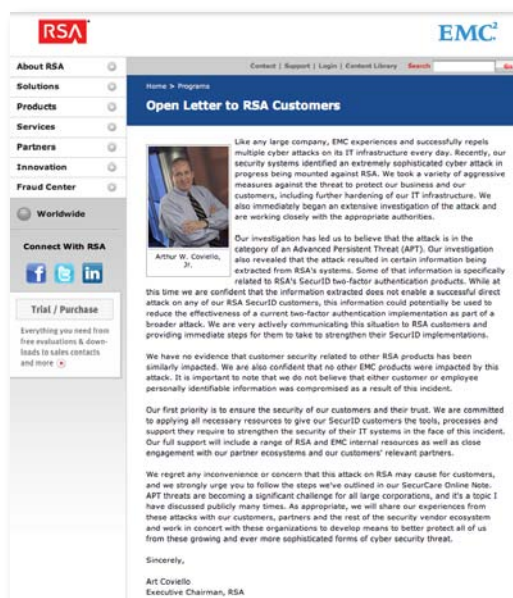 RSA
EMC²
About RSA
Solutions
Products
Services
Partners
Innovation
Fraud Center
Worldwide
Connect With RSA
f
in
Trial / Purchase
Everything you need from
free evaluations & down-
loads to sales contacts
and more
Contact | Support | Login | Content Library Search
Home > Programs
Open Letter to RSA Customers
Arthur W. Coviello,
Jr.
Like any large company, EMC experiences and successfully repels
multiple cyber attacks on its IT infrastructure every day. Recently, our
security systems identified an extremely sophisticated cyber attack in
progress being mounted against RSA. We took a variety of aggressive
measures against the threat to protect our business and our
customers, including further hardening of our IT infrastructure. We
also immediately began an extensive investigation of the attack and
are working closely with the appropriate authorities.
Our investigation has led us to believe that the attack is in the
category of an Advanced Persistent Threat (APT). Our investigation
also revealed that the attack resulted in certain information being
extracted from RSA's systems. Some of that information is specifically
related to RSA's SecurID two-factor authentication products. While at
this time we are confident that the information extracted does not enable a successful direct
attack on any of our RSA SecurID customers, this information could potentially be used to
reduce the effectiveness of a current two-factor authentication implementation as part of a
broader attack. We are very actively communicating this situation to RSA customers and
providing immediate steps for them to take to strengthen their SecurID implementations.
We have no evidence that customer security related to other RSA products has been
similarly impacted. We are also confident that no other EMC products were impacted by this
attack. It is important to note that we do not believe that either customer or employee
personally identifiable information was compromised as a result of this incident.
Our first priority is to ensure the security of our customers and their trust. We are committed
to applying all necessary resources to give our SecurID customers the tools, processes and
support they require to strengthen the security of their IT systems in the face of this incident.
Our full support will include a range of RSA and EMC internal resources as well as close
engagement with our partner ecosystems and our customers' relevant partners.
We regret any inconvenience or concern that this attack on RSA may cause for customers,
and we strongly urge you to follow the steps we've outlined in our SecurCare Online Note.
APT threats are becoming a significant challenge for all large corporations, and it's a topic I
have discussed publicly many times. As appropriate, we will share our experiences from
these attacks with our customers, partners and the rest of the security vendor ecosystem
and work in concert with these organizations to develop means to better protect all of us
from these growing and ever more sophisticated forms of cyber security threat.
Sincerely,
Art Coviello
Executive Chairman, RSA